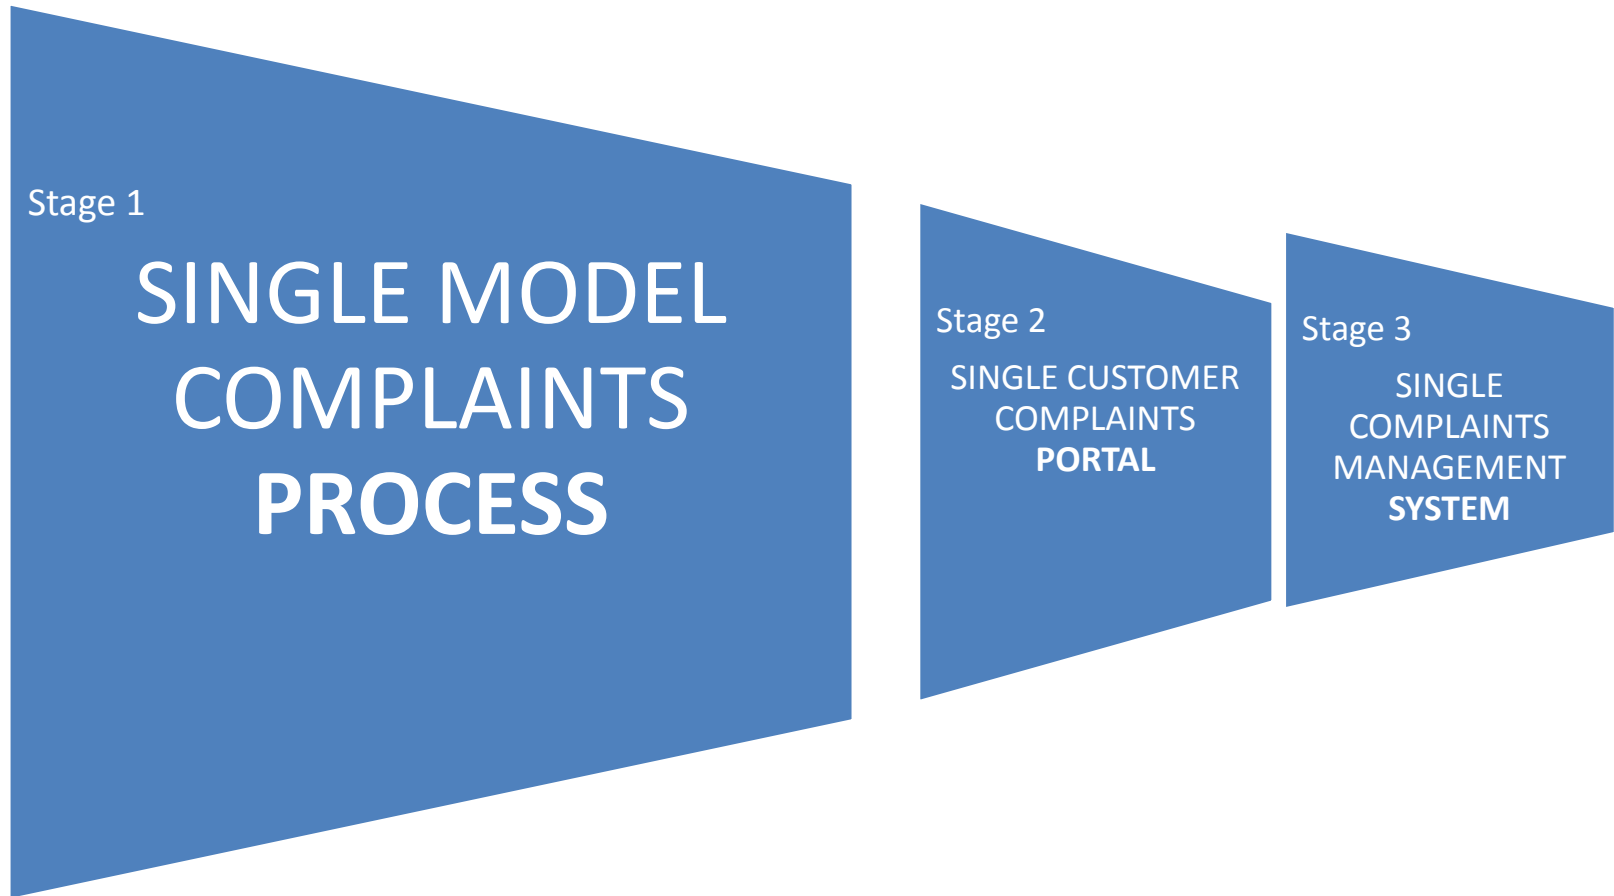 Stage 1
SINGLE MODEL
COMPLAINTS
PROCESS
Stage 2
SINGLE CUSTOMER
COMPLAINTS
PORTAL
Stage 3
SINGLE
COMPLAINTS
MANAGEMENT
SYSTEM